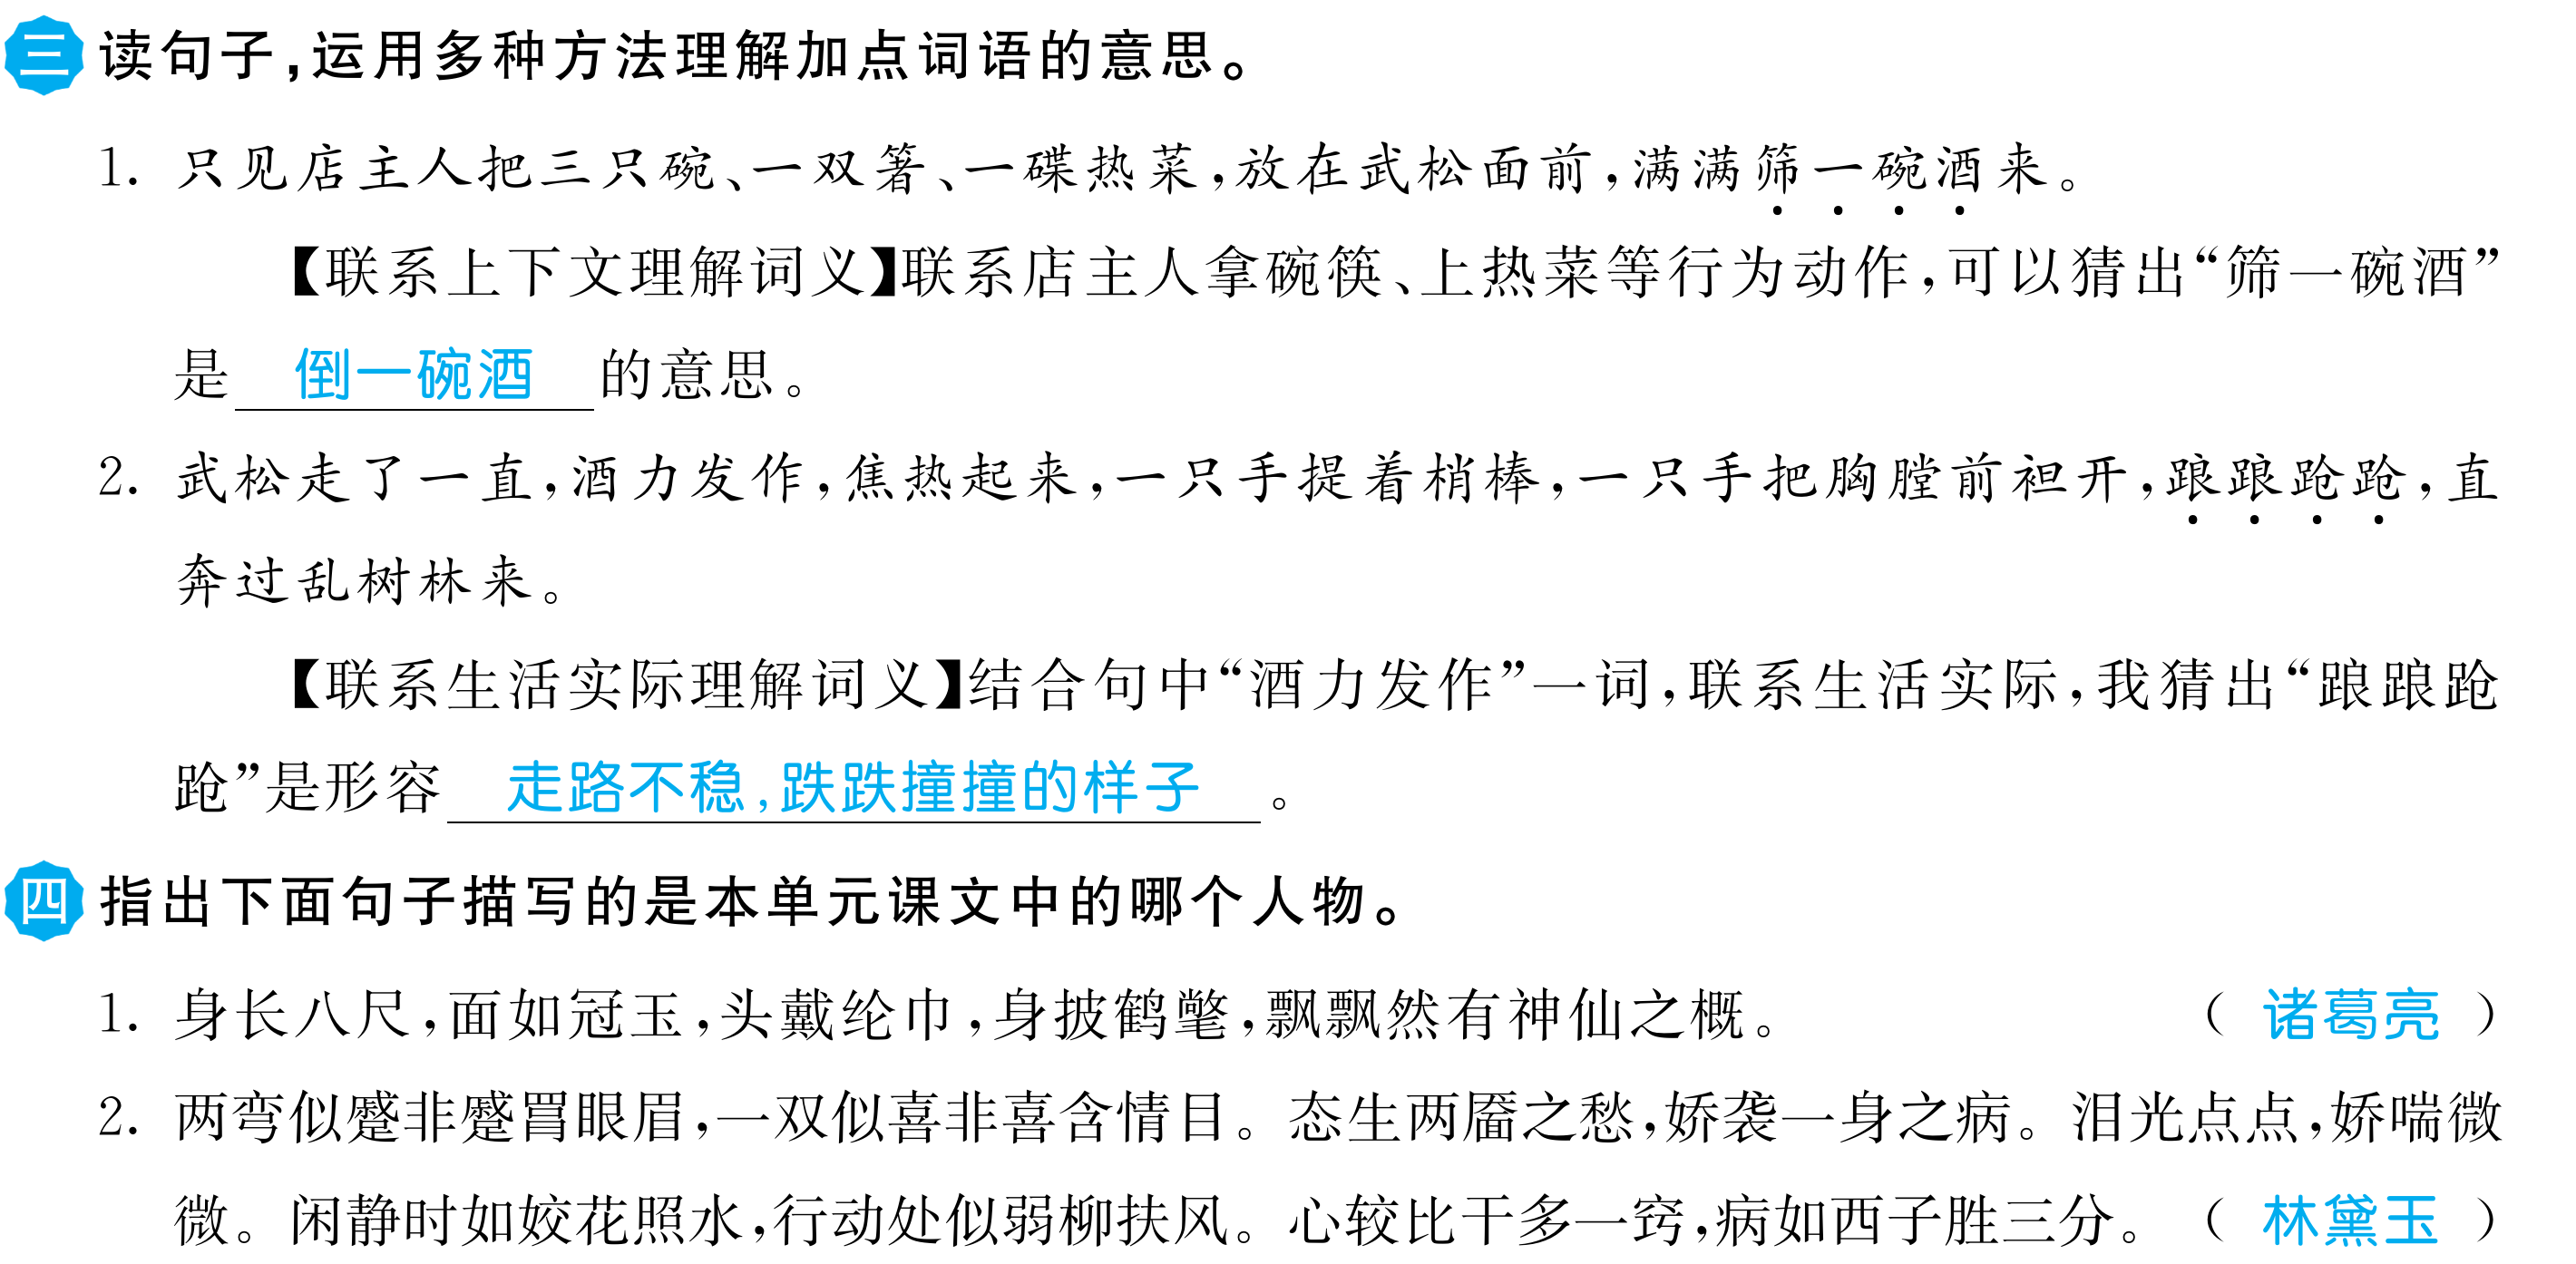 三 读句子,运用多种方法理解加点词语的意思。
1. 只见店主人把三只碗、一双箸、一碟热菜,放在武松面前,满满筛一碗酒来。
【联系上下文理解词义】联系店主人拿碗筷、上热菜等行为动作,可以猜出“筛一碗酒”
是 倒一碗酒 的意思。
2. 武松走了一直,酒力发作,焦热起来,一只手提着梢棒,一只手把胸膛前袒开,踉踉跄跄,直
奔过乱树林来。
【联系生活实际理解词义】结合句中“酒力发作”一词,联系生活实际,我猜出“踉踉跄
跄”是形容 走路不稳,跌跌撞撞的样子 。
四 指出下面句子描写的是本单元课文中的哪个人物。
1. 身长八尺,面如冠玉,头戴纶巾,身披鹤氅,飘飘然有神仙之概。 ( 诸葛亮 )
2. 两弯似蹙非蹙罥眼眉,一双似喜非喜含情目。态生两靥之愁,娇袭一身之病。泪光点点,娇喘微
微。闲静时如姣花照水,行动处似弱柳扶风。心较比干多一窍,病如西子胜三分。 ( 林黛玉 )